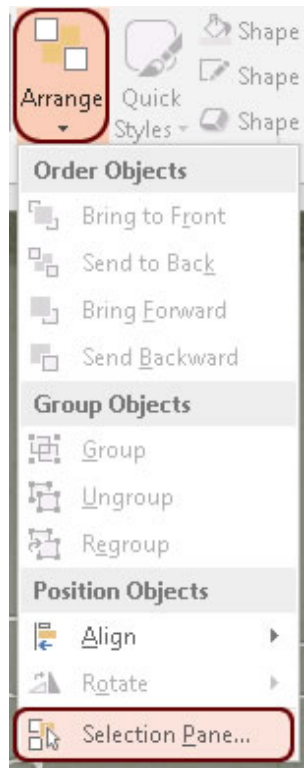 Shape
Shape
Arrange Quick Styles Shape
Order Objects
Bring to Front
Send to Back
Bring Forward
Send Backward
Group Objects
Group
Ungroup
Regroup
Position Objects
Align
Rotate
Selection Pane...